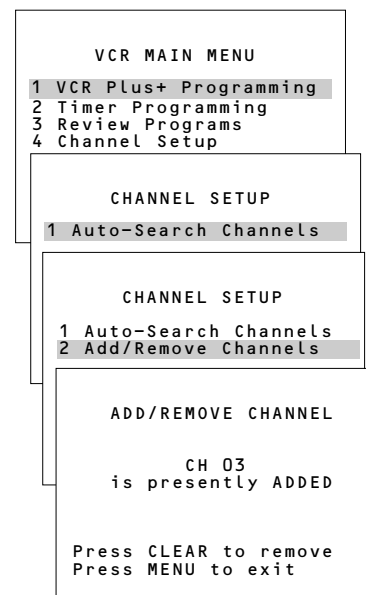 VCR MAIN MENU
1 VCR Plus+ Programming
2 Timer Programming
3 Review Programs
4 Channel Setup
CHANNEL SETUP
1 Auto-Search Channels
CHANNEL SETUP
1 Auto-Search Channels
2 Add/Remove Channels
ADD/REMOVE CHANNEL
CH 03
is presently ADDED
Press CLEAR to remove
Press MENU to exit